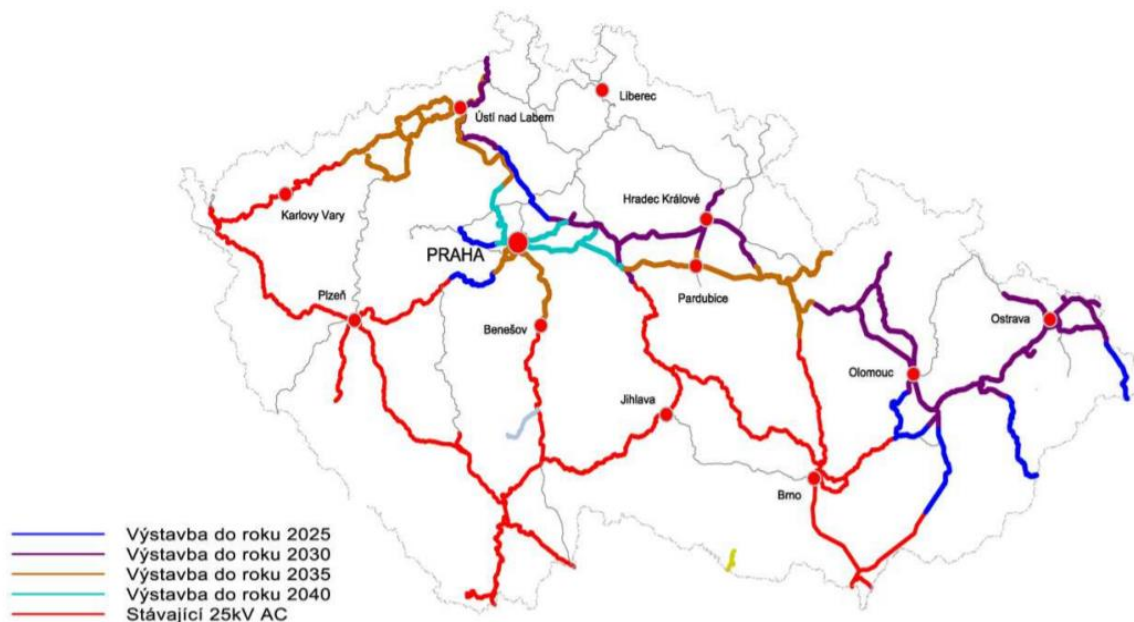 Liberec
Ústí nad Labem
Karlovy Vary
Hradec Králové
PRAHA
Pardubice
Plzeň
Benešov
Ostrava
Olomouc
Jihlava
Brno
Výstavba do roku 2025
Výstavba do roku 2030
Výstavba do roku 2035
Výstavba do roku 2040
Stávající 25kV AC